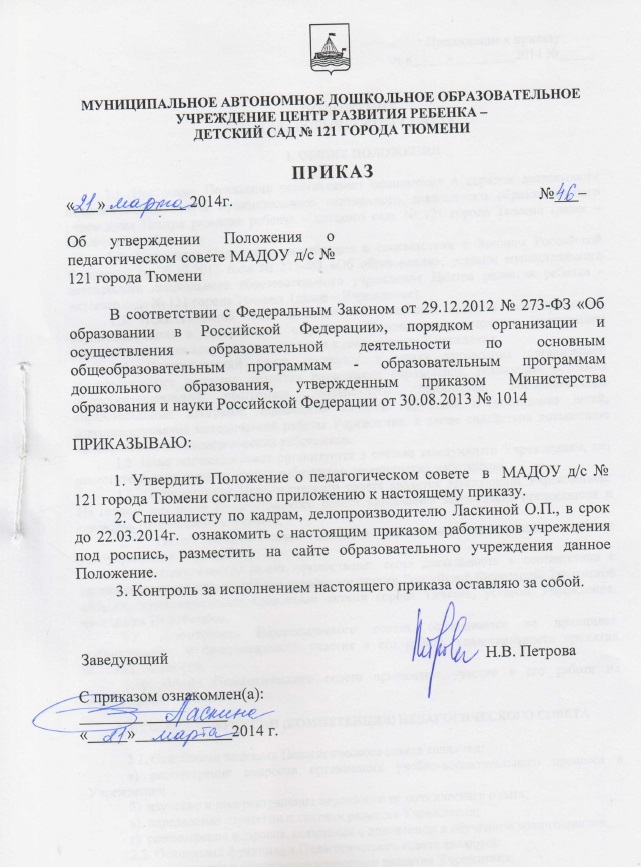 МУНИЦИПАЛЬНОЕ АВТОНОМНОЕ ДОШКОЛЬНОЕ ОБРАЗОВАТЕЛЬНОЕ
УЧРЕЖДЕНИЕ ЦЕНТР РАЗВИТИЯ РЕБЕНКА –
ДЕТСКИЙ САД № 121 ГОРОДА ТЮМЕНИ
ПРИКАЗ
«21» марта 2014г. № 46–
Об утверждении Положения о
педагогическом совете МАДОУ д/с №
121 города Тюмени
В соответствии с Федеральным Законом от 29.12.2012 № 273-ФЗ «Об
образовании в Российской Федерации», порядком организации и
осуществления образовательной деятельности по основным
общеобразовательным программам - образовательным программам
дошкольного образования, утвержденным приказом Министерства
образования и науки Российской Федерации от 30.08.2013 № 1014
ПРИКАЗЫВАЮ:
1. Утвердить Положение о педагогическом совете в МАДОУ д/с №
121 города Тюмени согласно приложению к настоящему приказу.
2. Специалисту по кадрам, делопроизводителю Ласкиной О.П., в срок
до 22.03.2014г. ознакомить с настоящим приказом работников учреждения
под роспись, разместить на сайте образовательного учреждения данное
Положение.
3. Контроль за исполнением настоящего приказа оставляю за собой.
Заведующий Петрова Н.В. Петрова
С приказом ознакомлен(а):
Ласкина
«21» марта 2014 г.